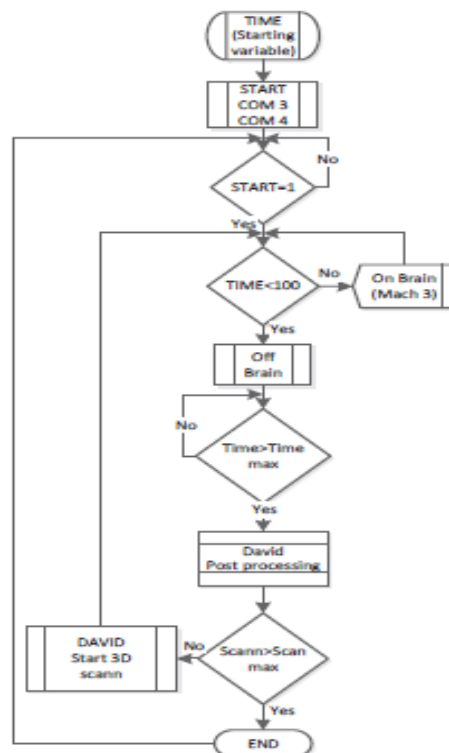 TIME
(Starting
variable)
START
COM 3
COM 4
No
START=1
Yes
TIME<100
No
On Brain
(Mach 3)
Yes
Off
Brain
No
Time>Time
max
Yes
David
Post processing
DAVID
Start 3D
scann
No
Scann>Scan
max
Yes
END